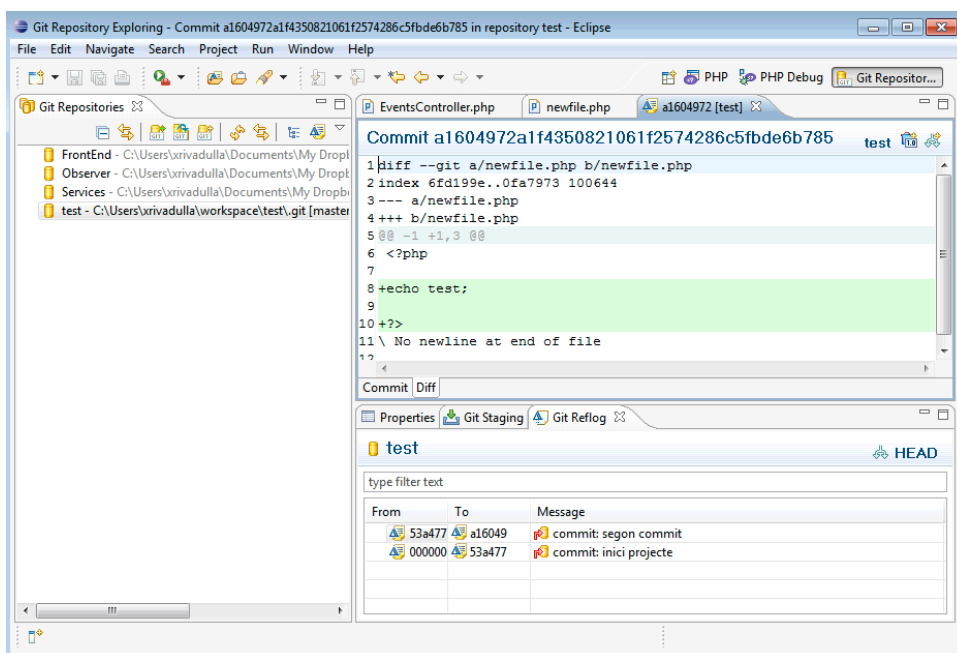 Git Repository Exploring - Commit a1604972a1f4350821061f2574286c5fbde6b785 in repository test - Eclipse
File Edit Navigate Search Project Run Window Help
PHP PHP Debug Git Repositor...
Git Repositories
FrontEnd - C:\Users\xrivadulla\Documents\My Dropb
Observer - C:\Users\xrivadulla\Documents\My Dropb
Services - C:\Users\xrivadulla\Documents\My Dropbo
test - C:\Users\xrivadulla\workspace\test\.git [master
EventsController.php newfile.php a1604972 [test]
Commit a1604972a1f4350821061f2574286c5fbde6b785 test
1 diff --git a/newfile.php b/newfile.php
2 index 6fd199e..0fa7973 100644
3 --- a/newfile.php
4 +++ b/newfile.php
5 @@ -1 +1,3 @@
6 <?php
7
8 +echo test;
9
10 +?>
11 \ No newline at end of file
12
Commit Diff
Properties Git Staging Git Reflog
test HEAD
type filter text
From To Message
53a477 a16049 commit: segon commit
000000 53a477 commit: inici projecte